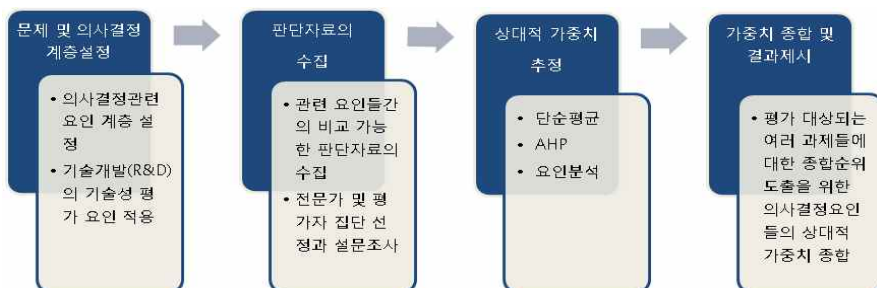 문제 및 의사결정
계층설정
• 의사결정관련
요인 계층 설
정
• 기술개발(R&D)
의 기술성 평
가 요인 적용
판단자료의
수집
• 관련 요인들간
의 비교 가능
한 판단자료의
수집
• 전문가 및 평
가자 집단 선
정과 설문조사
상대적 가중치
추정
• 단순평균
• AHP
• 요인분석
가중치 종합 및
결과제시
• 평가 대상되는
여러 과제들에
대한 종합순위
도출을 위한
의사결정요인
들의 상대적
가중치 종합